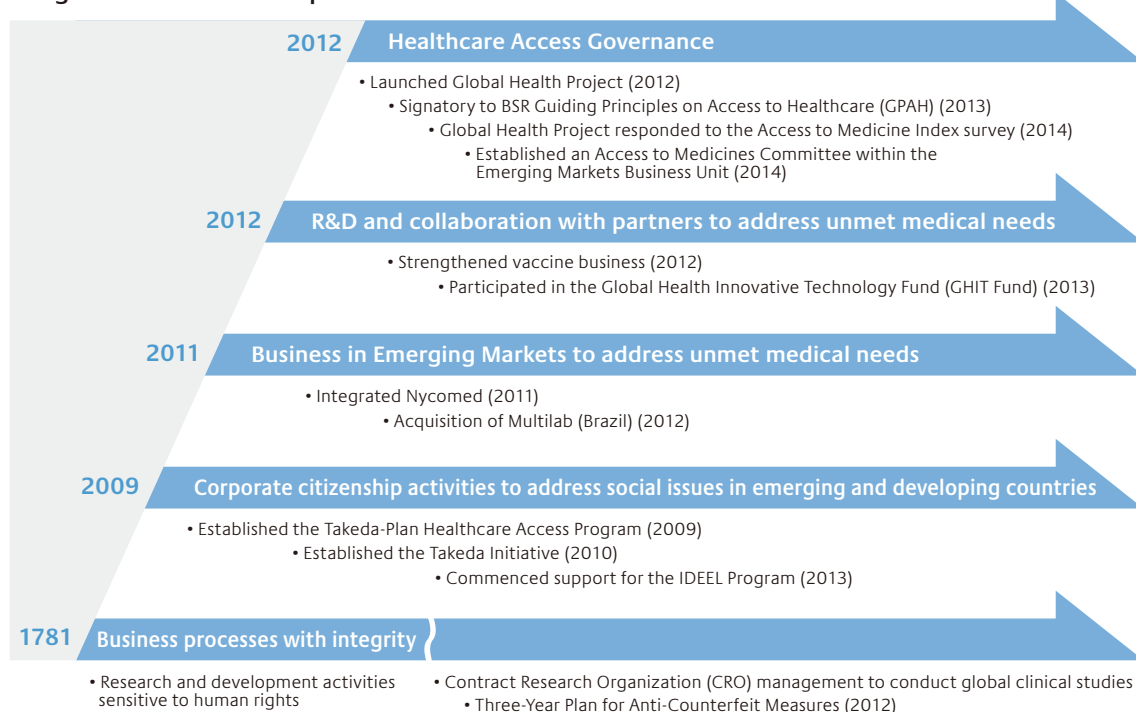 2012 Healthcare Access Governance
• Launched Global Health Project (2012)
• Signatory to BSR Guiding Principles on Access to Healthcare (GPAH) (2013)
• Global Health Project responded to the Access to Medicine Index survey (2014)
• Established an Access to Medicines Committee within the
Emerging Markets Business Unit (2014)
2012 R&D and collaboration with partners to address unmet medical needs
• Strengthened vaccine business (2012)
• Participated in the Global Health Innovative Technology Fund (GHIT Fund) (2013)
2011 Business in Emerging Markets to address unmet medical needs
• Integrated Nycomed (2011)
• Acquisition of Multilab (Brazil) (2012)
2009 Corporate citizenship activities to address social issues in emerging and developing countries
• Established the Takeda-Plan Healthcare Access Program (2009)
• Established the Takeda Initiative (2010)
• Commenced support for the IDEEL Program (2013)
1781 Business processes with integrity
• Research and development activities
sensitive to human rights
• Contract Research Organization (CRO) management to conduct global clinical studies
• Three-Year Plan for Anti-Counterfeit Measures (2012)